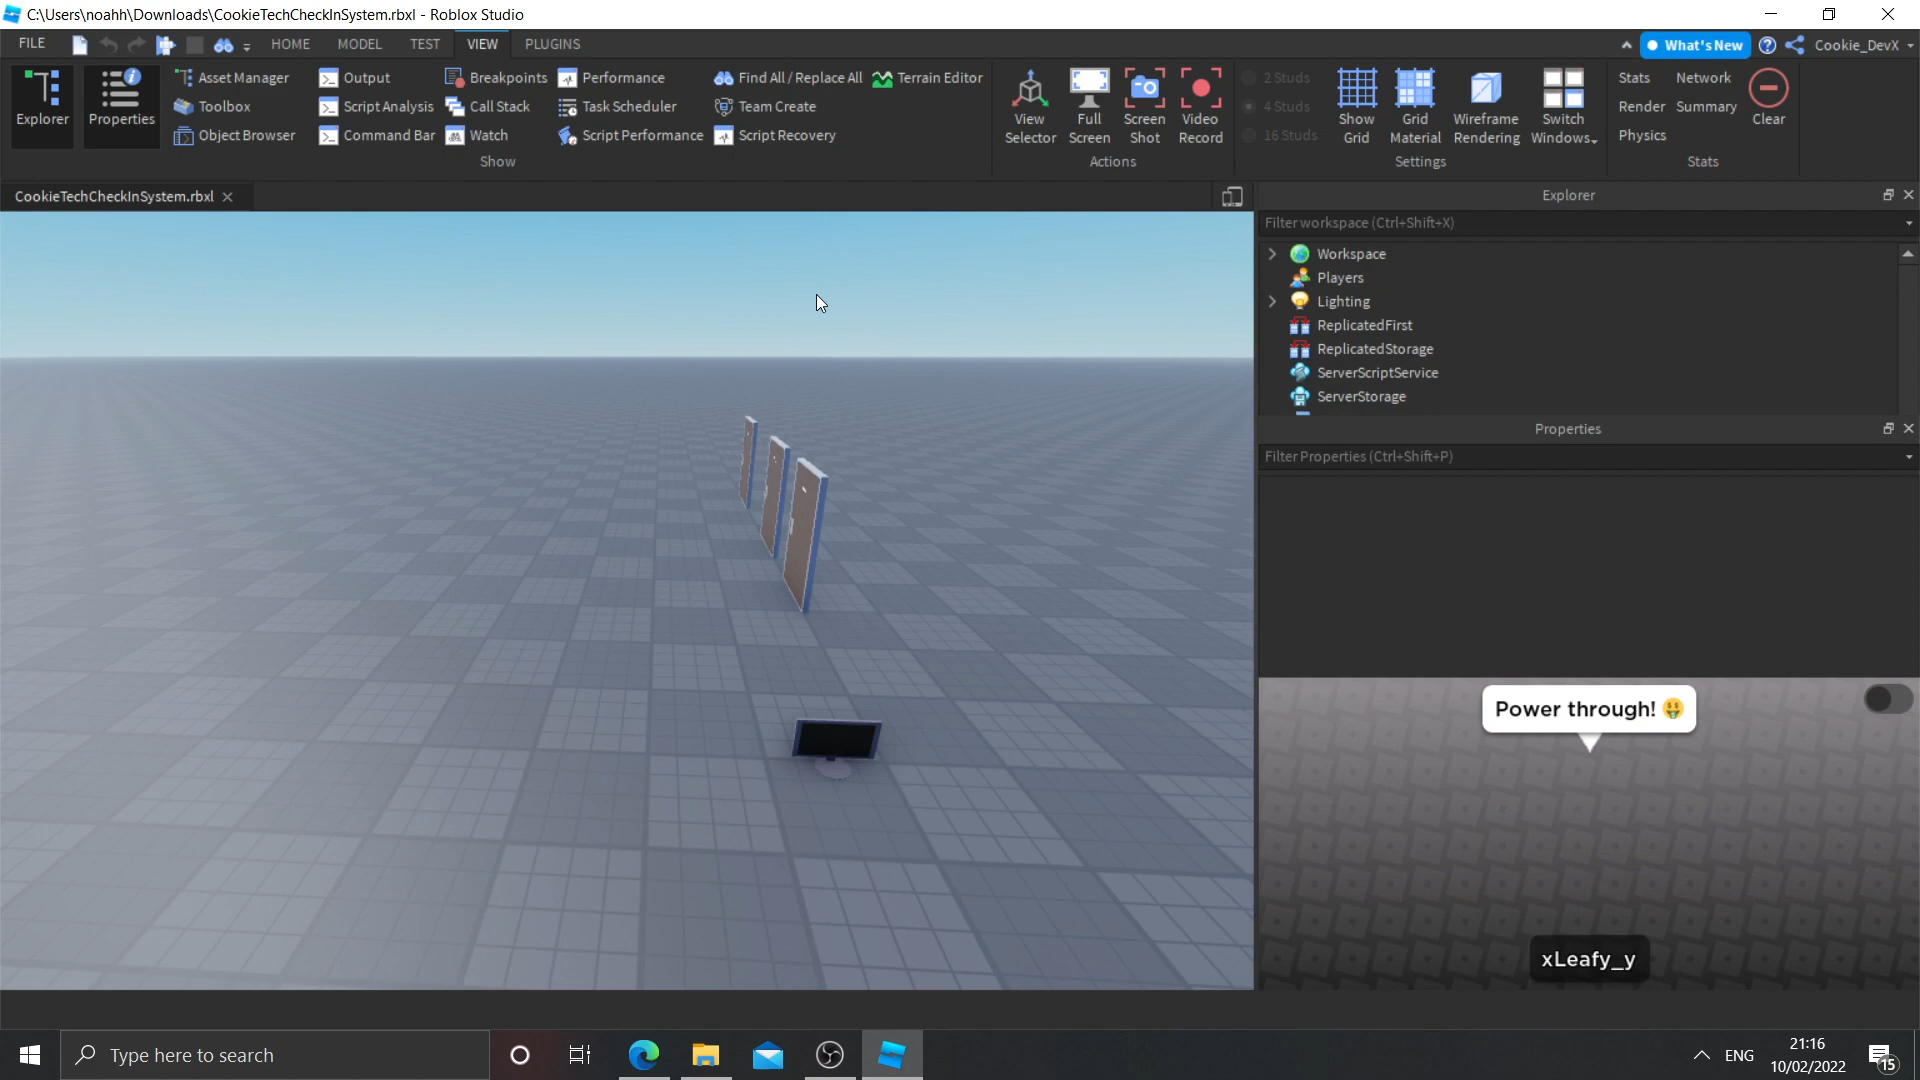 C:\Users\noahh\Downloads\CookieTechCheckInSystem.rbxl - Roblox Studio
FILE HOME MODEL TEST VIEW PLUGINS What's New Cookie_DevX
Explorer
Properties
Asset Manager
Toolbox
Object Browser
Output
Script Analysis
Command Bar
Breakpoints
Call Stack
Watch
Performance
Task Scheduler
Script Performance
Find All / Replace All
Team Create
Script Recovery
Terrain Editor
Show
View
Selector
Full
Screen
Screen
Shot
Video
Record
Actions
2 Studs
4 Studs
16 Studs
Show
Grid
Grid
Material
Wireframe
Rendering
Switch
Windows
Settings
Stats
Render
Physics
Network
Summary
Clear
Stats
CookieTechCheckInSystem.rbxl
Explorer
Filter workspace (Ctrl+Shift+X)
Workspace
Players
Lighting
ReplicatedFirst
ReplicatedStorage
ServerScriptService
ServerStorage
Properties
Filter Properties (Ctrl+Shift+P)
Power through! 🤑
xLeafy_y
Type here to search
ENG
21:16
10/02/2022
15